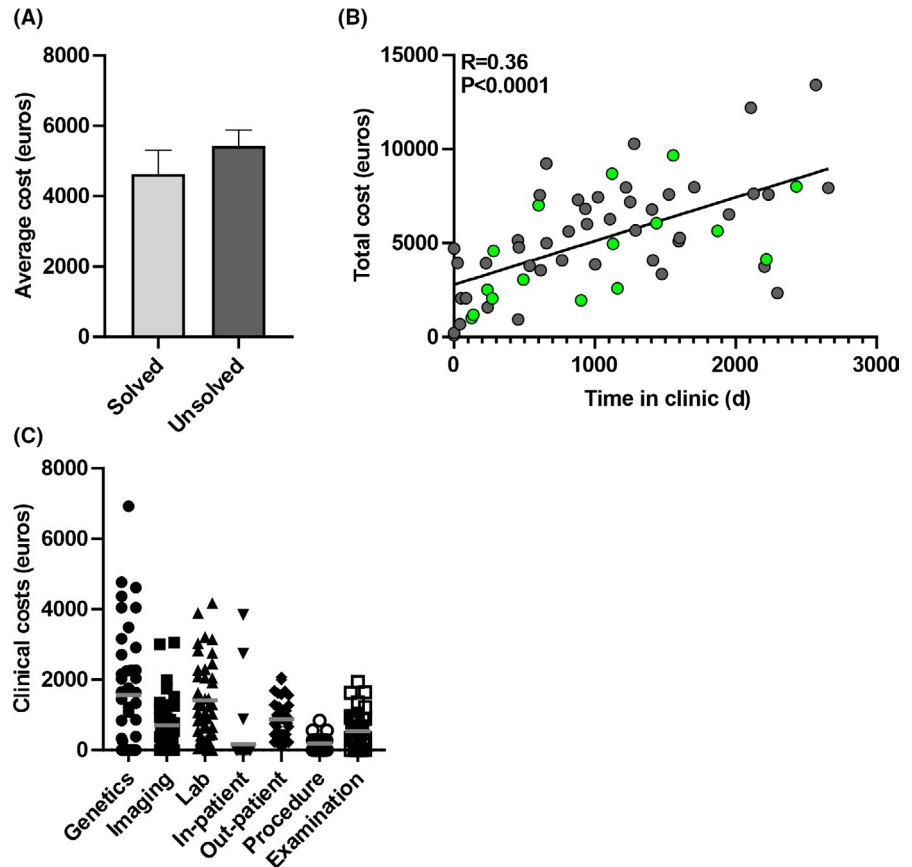 (A)
8000
6000
4000
2000
0
Average cost (euros)
Solved
Unsolved
(B)
R=0.36
P<0.0001
15000
10000
5000
0
Total cost (euros)
0
1000
2000
3000
Time in clinic (d)
(C)
8000
6000
4000
2000
0
Clinical costs (euros)
Genetics
Imaging
Lab
In-patient
Out-patient
Procedure
Examination